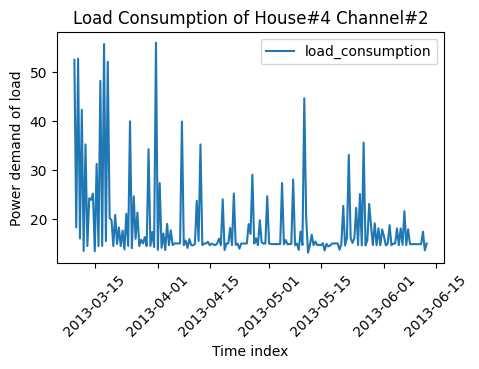 Load Consumption of House#4 Channel#2
load_consumption
Power demand of load
50
40
30
20
2013-03-15
2013-04-01
2013-04-15
2013-05-01
2013-05-15
2013-06-01
2013-06-15
Time index